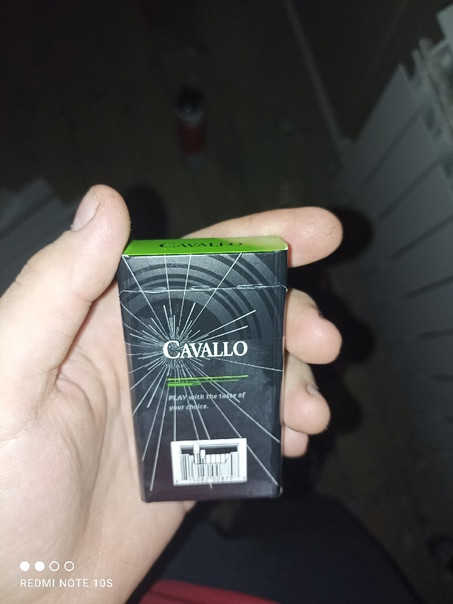 CAVALLO
CAVALLO
PLAY with the taste of
your choice.
REDMI NOTE 10S